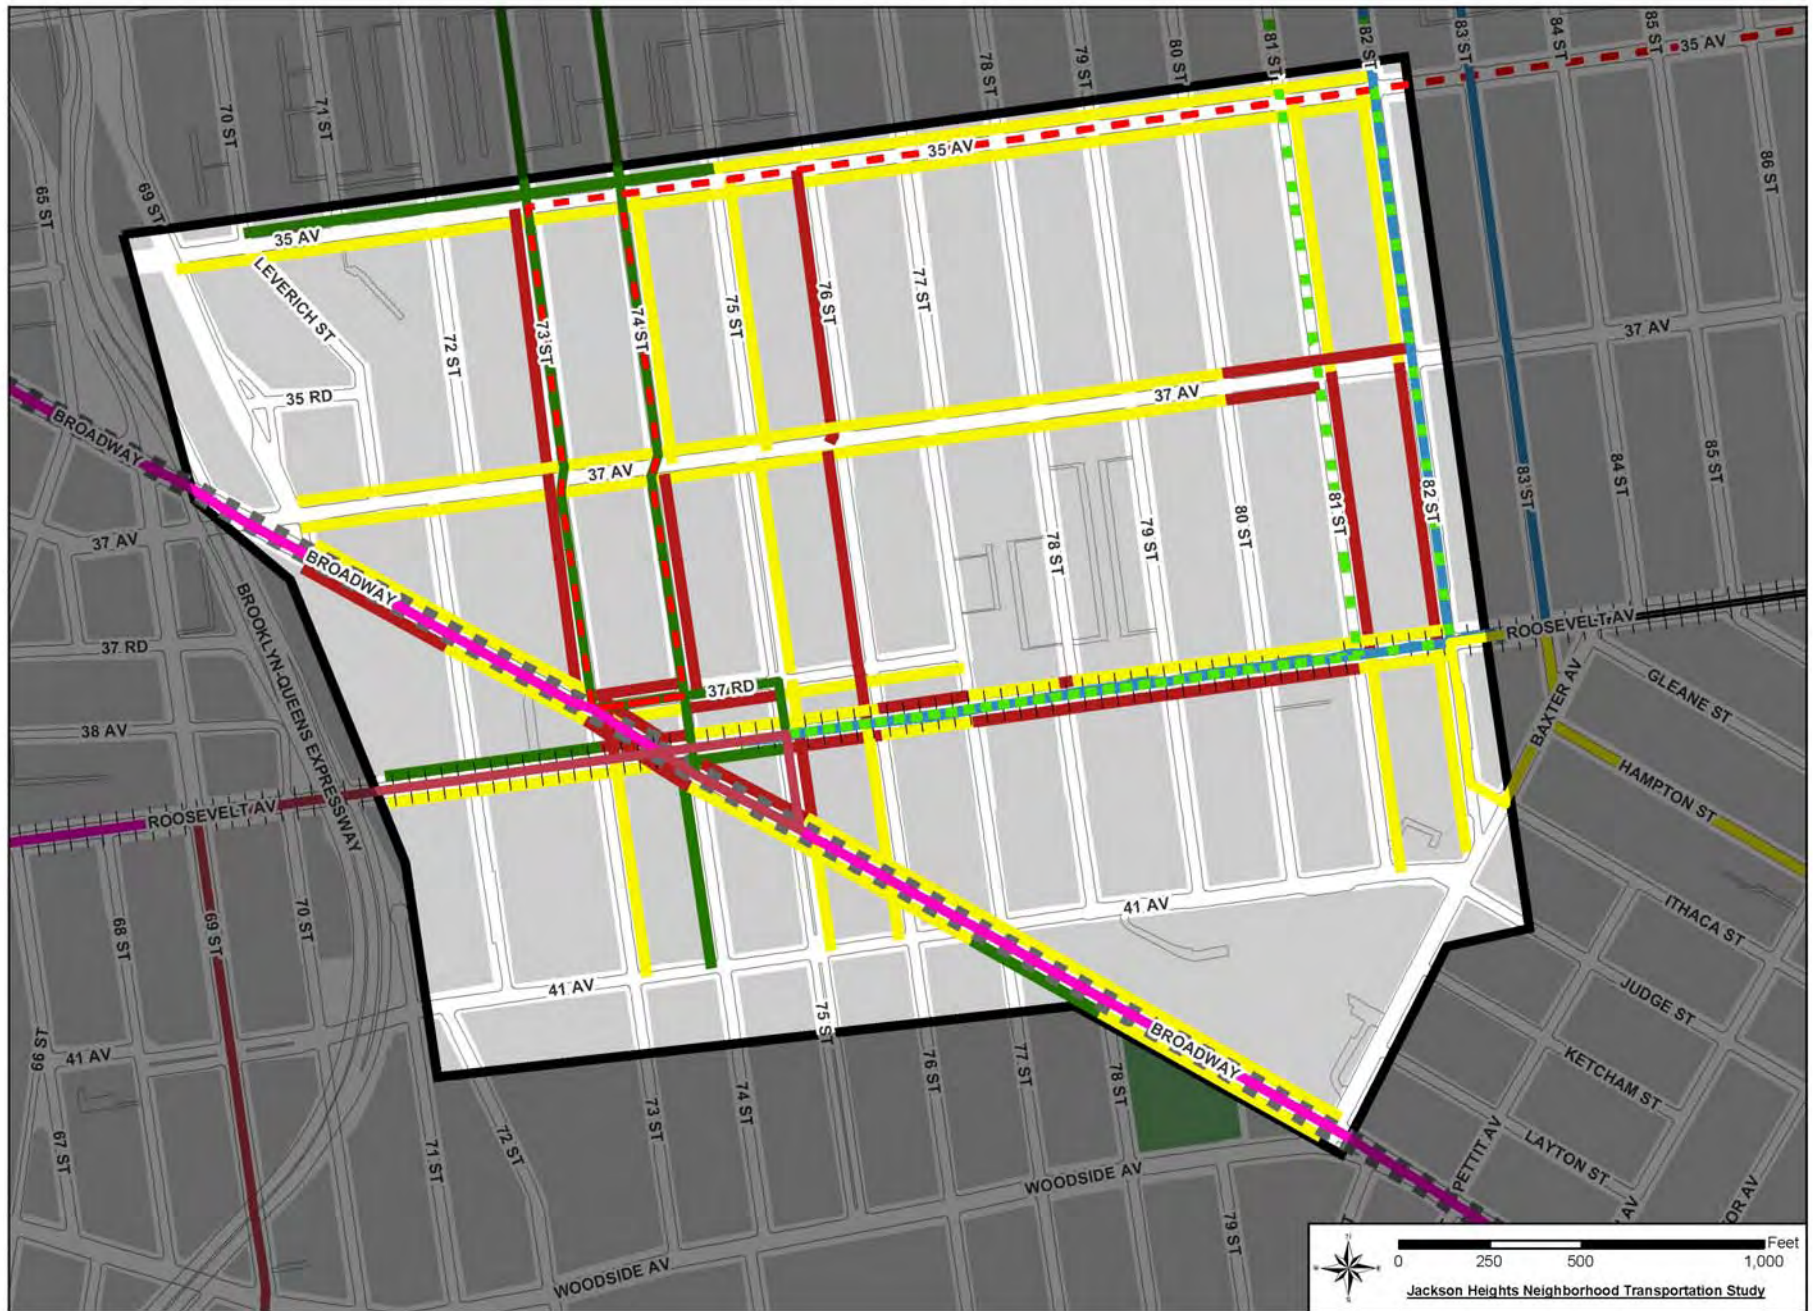 81 ST
82 ST
83 ST
84 ST
85 ST
35 AV
78 ST
79 ST
80 ST
70 ST
71 ST
35 AV
86 ST
65 ST
69 ST
35 AV
LEVERICH ST
76 ST
77 ST
75 ST
74 ST
73 ST
72 ST
37 AV
35 RD
37 AV
BROADWAY
37 AV
84 ST
85 ST
83 ST
82 ST
81 ST
80 ST
79 ST
78 ST
37 AV
BROADWAY
BROOKLYN-QUEENS EXPRESSWAY
37 RD
ROOSEVELT AV
GLEANE ST
37 RD
38 AV
BAXTER AV
HAMPTON ST
ROOSEVELT AV
68 ST
69 ST
70 ST
41 AV
ITHACA ST
41 AV
JUDGE ST
75 ST
66 ST
41 AV
BROADWAY
76 ST
77 ST
78 ST
KETCHAM ST
73 ST
74 ST
72 ST
71 ST
67 ST
PETTIT AV
LAYTON ST
WOODSIDE AV
79 ST
AV
WOODSIDE AV
Feet
0 250 500 1,000
Jackson Heights Neighborhood Transportation Study